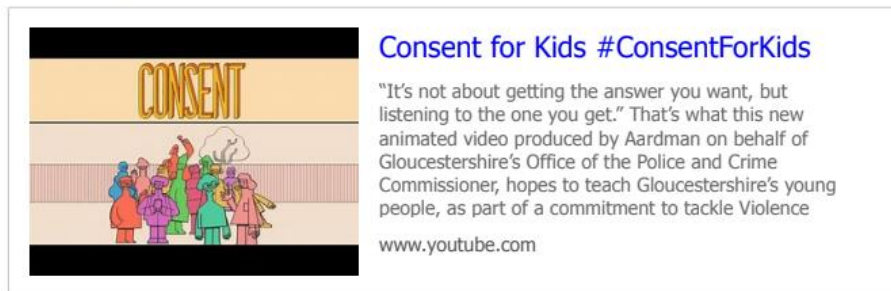 CONSENT
Consent for Kids #ConsentForKids
“It’s not about getting the answer you want, but
listening to the one you get.” That’s what this new
animated video produced by Aardman on behalf of
Gloucestershire’s Office of the Police and Crime
Commissioner, hopes to teach Gloucestershire’s young
people, as part of a commitment to tackle Violence
www.youtube.com